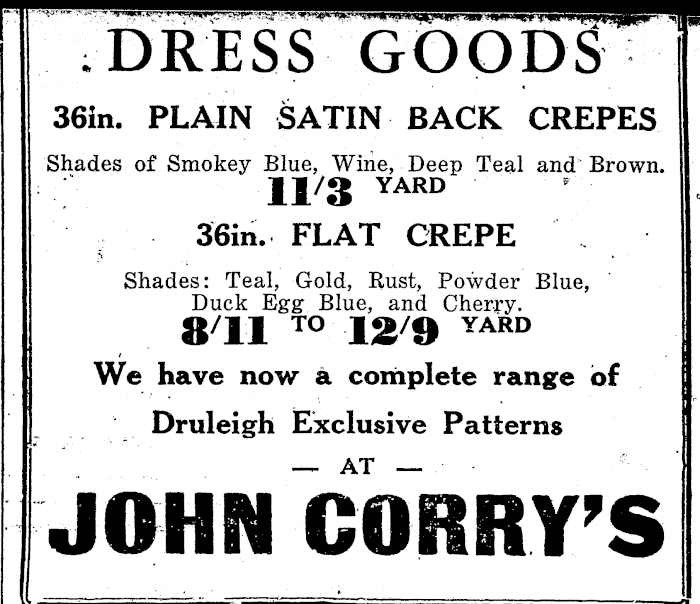 DRESS GOODS
36in. PLAIN SATIN BACK CREPES
Shades of Smokey Blue, Wine, Deep Teal and Brown.
11/3 YARD
36in. FLAT CREPE
Shades: Teal, Gold, Rust, Powder Blue,
Duck Egg Blue, and Cherry.
8/11 TO 12/9 YARD
We have now a complete range of
Druleigh Exclusive Patterns
— AT —
JOHN CORRY'S